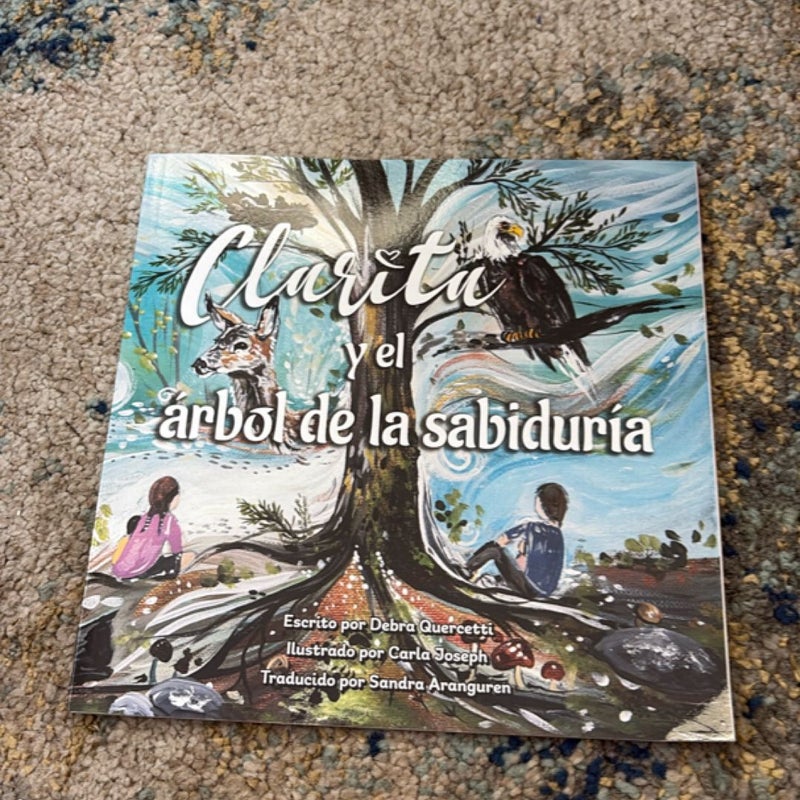 Clarita
y el
árbol de la sabiduría
Escrito por Debra Quercetti
Ilustrado por Carla Joseph
Traducido por Sandra Aranguren